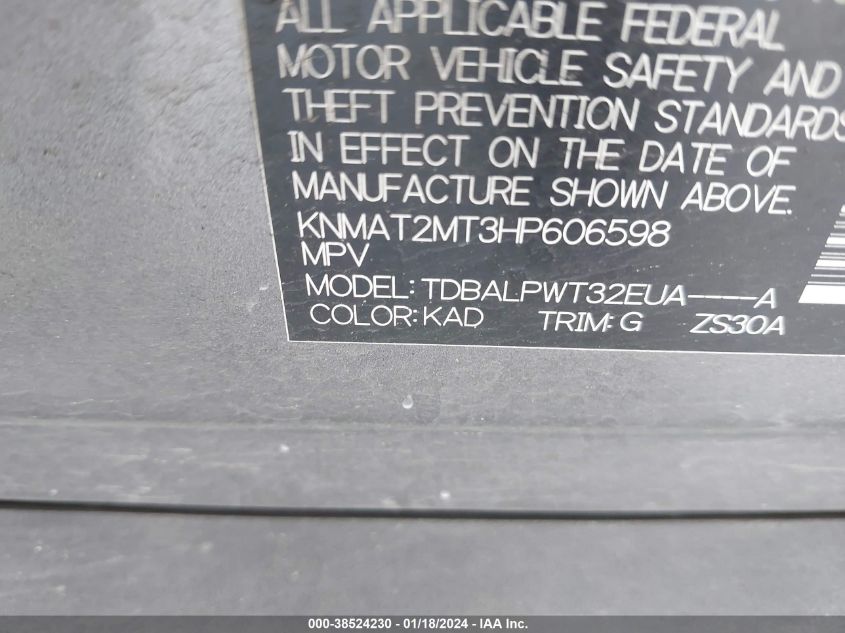 ALL APPLICABLE FEDERAL
MOTOR VEHICLE SAFETY AND
THEFT PREVENTION STANDARDS
IN EFFECT ON THE DATE OF
MANUFACTURE SHOWN ABOVE.
KNMAT2MT3HP606598
MPV
MODEL: TDBALPWT32EUA----A
COLOR: KAD TRIM: G ZS30A
000-38524230 - 01/18/2024 - IAA Inc.